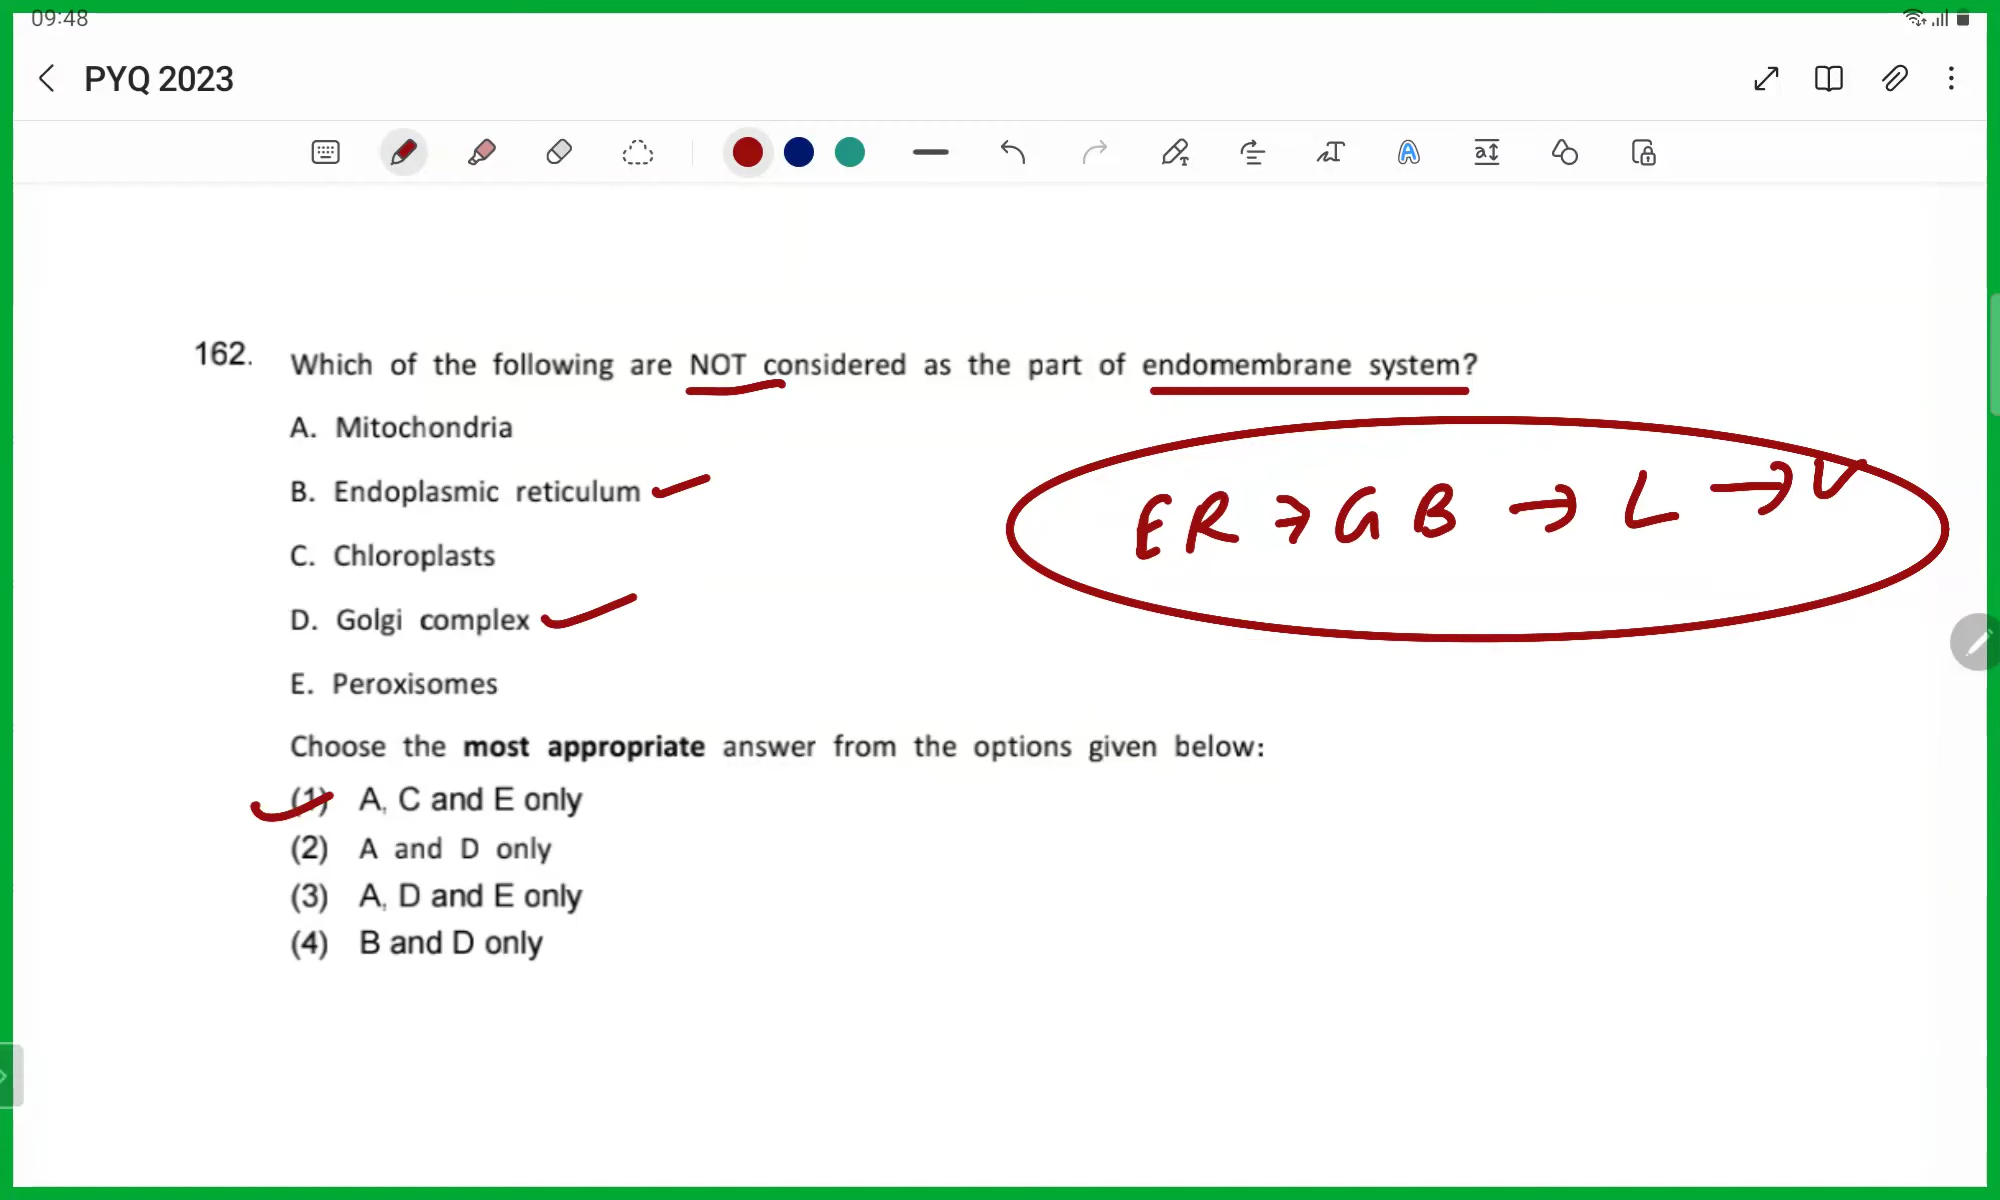 09:48
PYQ 2023
162. Which of the following are NOT considered as the part of endomembrane system?
A. Mitochondria
B. Endoplasmic reticulum
C. Chloroplasts
D. Golgi complex
E. Peroxisomes
ER → GB → L → V
Choose the most appropriate answer from the options given below:
(1) A, C and E only
(2) A and D only
(3) A, D and E only
(4) B and D only